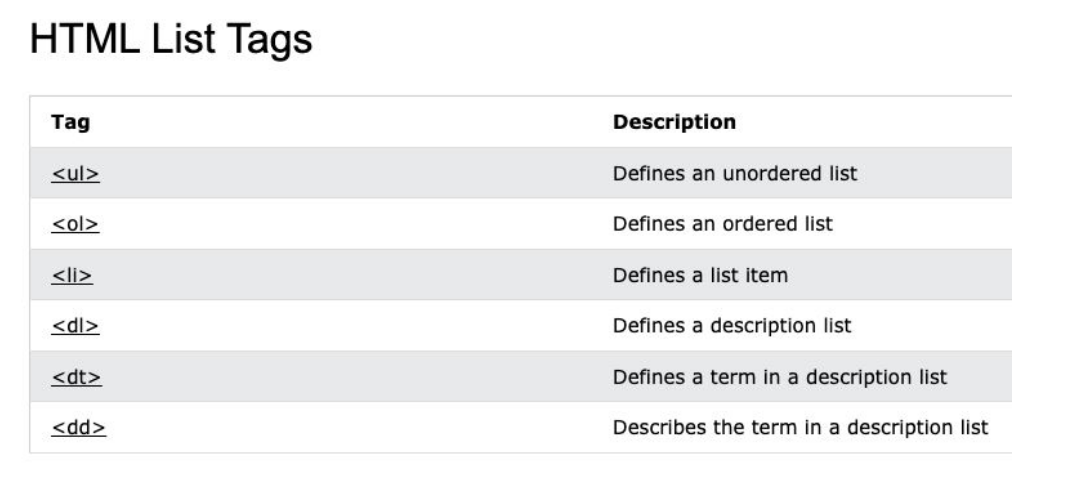 HTML List Tags
Tag Description
<ul> Defines an unordered list
<ol> Defines an ordered list
<li> Defines a list item
<dl> Defines a description list
<dt> Defines a term in a description list
<dd> Describes the term in a description list